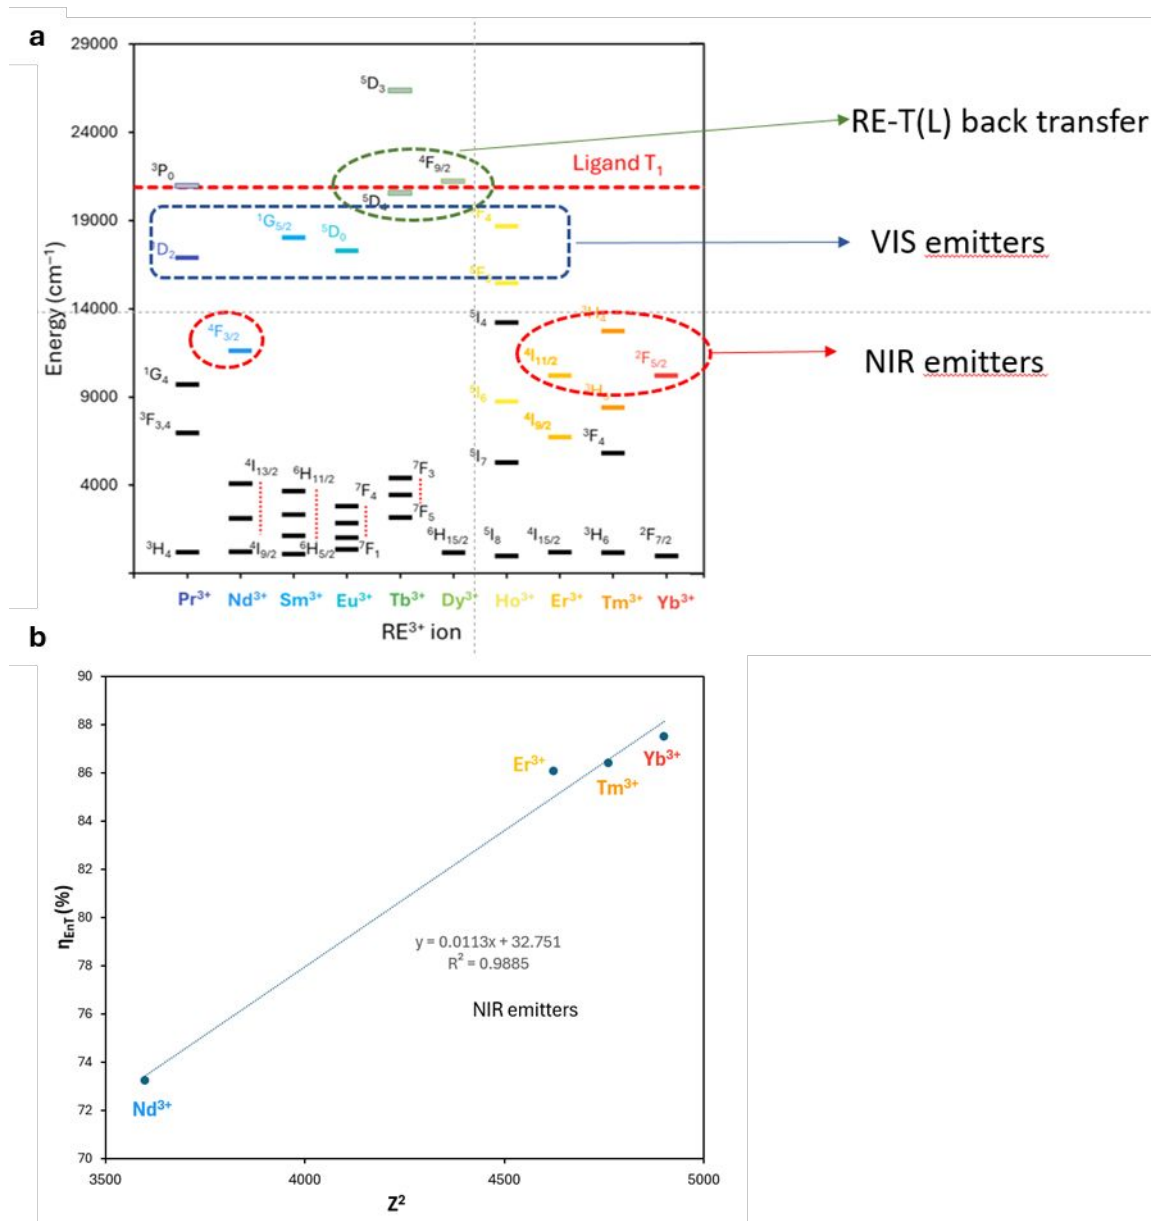 a
29000
24000
19000
14000
9000
4000
Energy (cm⁻¹)
⁵D₃
RE-T(L) back transfer
³P₀
⁴F₉/₂
Ligand T₁
⁵D₄
¹G₅/₂
⁵D₀
⁵F₄
D₂
VIS emitters
⁵I₄
³H₄
⁴F₃/₂
⁴I₁₁/₂
²F₅/₂
NIR emitters
¹G₄
⁵I₆
³F₃,₄
⁴I₉/₂
³F₄
⁴I₁₃/₂
⁶H₁₁/₂
⁷F₄
⁷F₃
⁵I₇
⁷F₅
³H₄
⁴I₉/₂
⁶H₅/₂
⁷F₁
⁶H₁₅/₂
⁵I₈
⁴I₁₅/₂
³H₆
²F₇/₂
Pr³⁺ Nd³⁺ Sm³⁺ Eu³⁺ Tb³⁺ Dy³⁺ Ho³⁺ Er³⁺ Tm³⁺ Yb³⁺
RE³⁺ ion
b
90
88
86
84
82
80
78
76
74
72
70
ηEnT (%)
Er³⁺
Yb³⁺
Tm³⁺
y = 0.0113x + 32.751
R² = 0.9885
NIR emitters
Nd³⁺
3500 4000 4500 5000
Z²